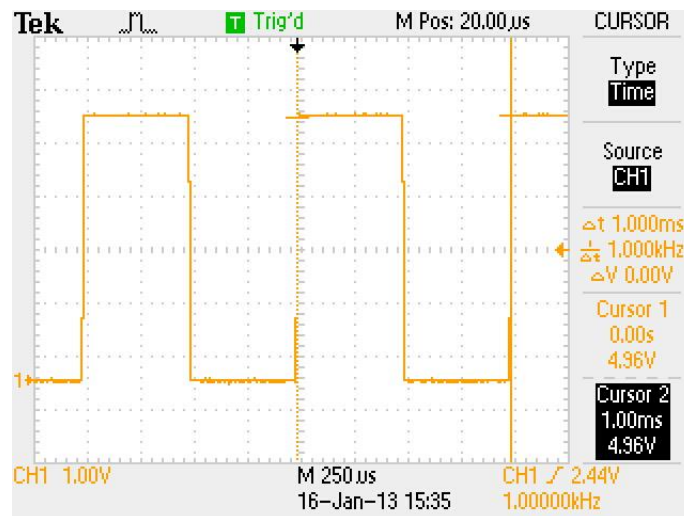 Tek T Trig'd M Pos: 20.00µs CURSOR
Type
Time
Source
CH1
△t 1.000ms
1/△t 1.000kHz
△V 0.00V
Cursor 1
0.00s
4.96V
Cursor 2
1.00ms
4.96V
1
CH1 1.00V M 250µs CH1 2.44V
16-Jan-13 15:35 1.00000kHz